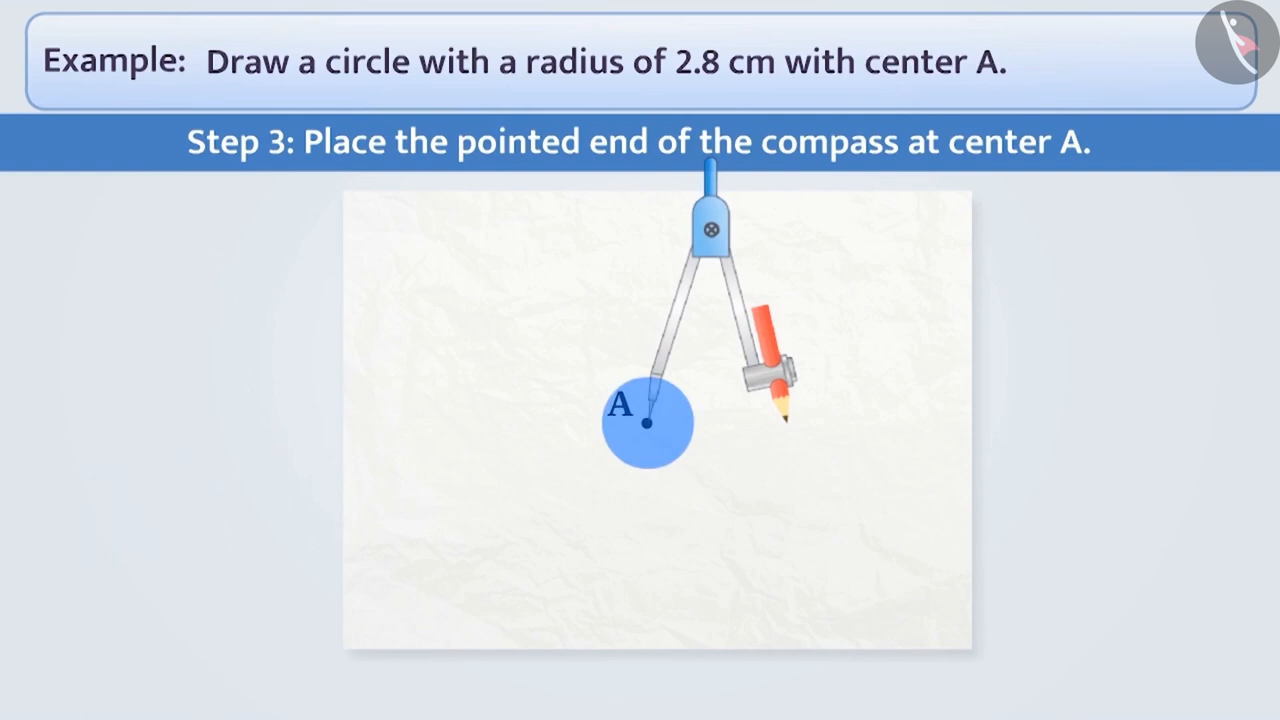 Example: Draw a circle with a radius of 2.8 cm with center A.
Step 3: Place the pointed end of the compass at center A.
A